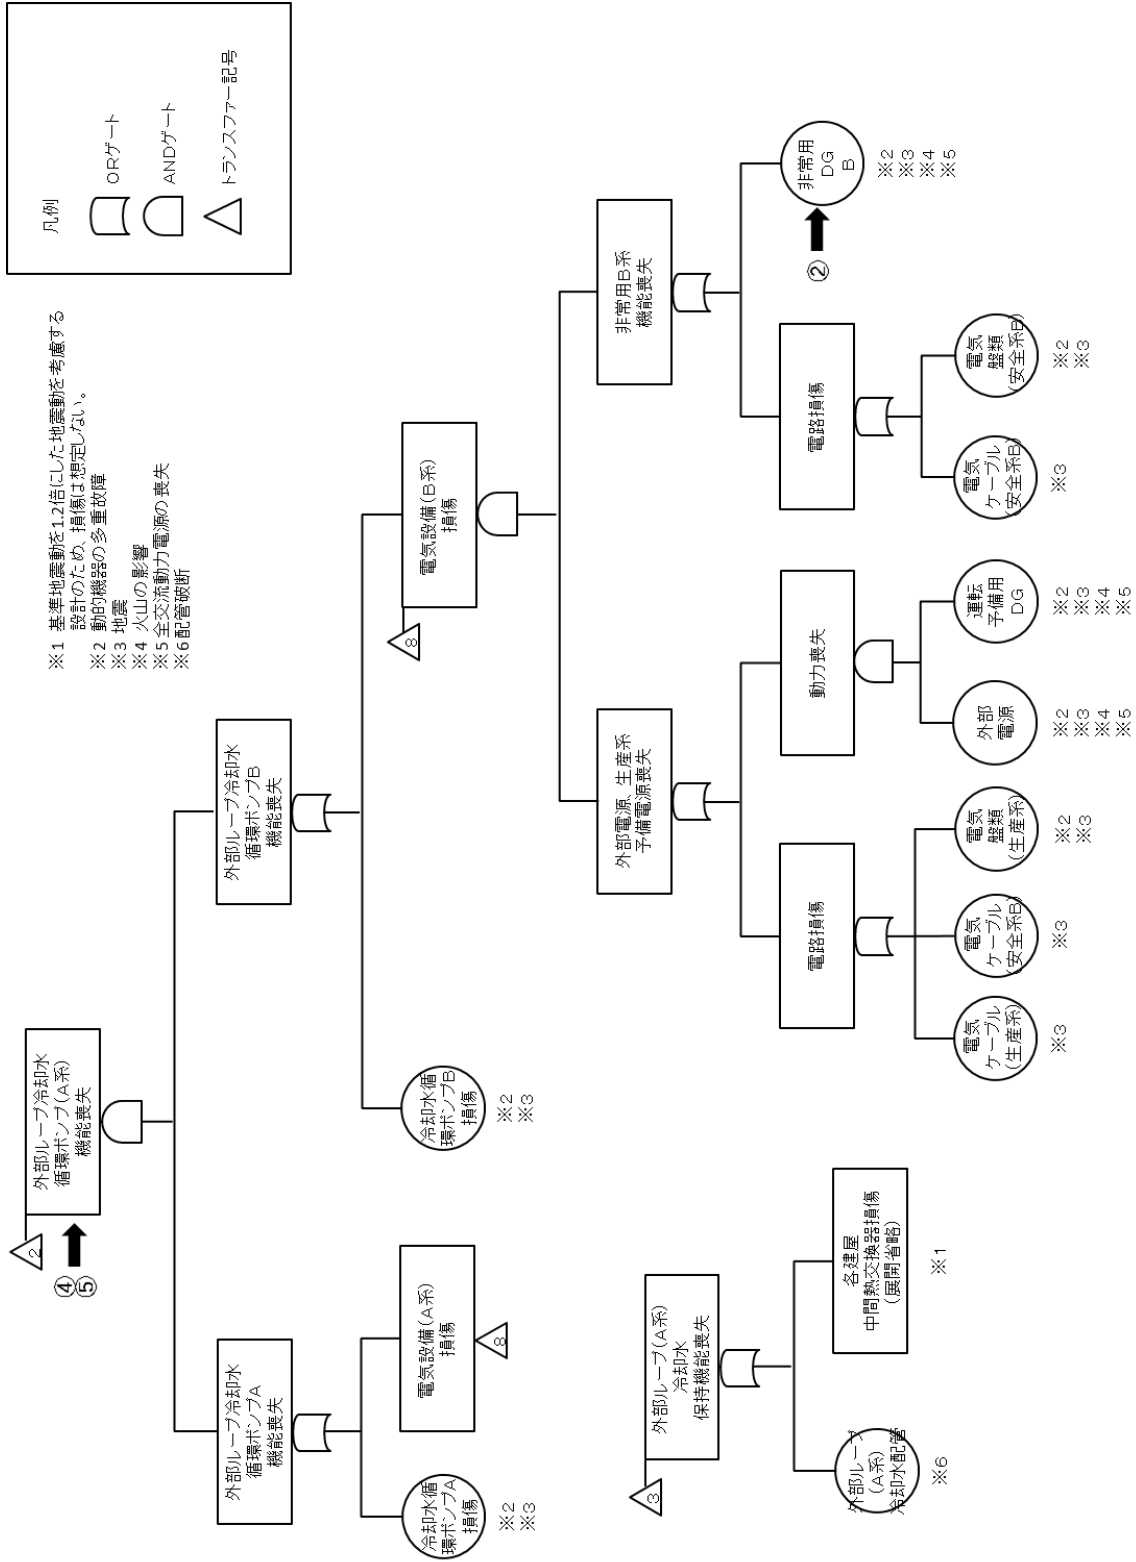 外部ループ冷却水
循環ポンプ(A系)
機能喪失
2
④
⑤
外部ループ冷却水
循環ポンプA
機能喪失
外部ループ冷却水
循環ポンプB
機能喪失
冷却水循
環ポンプA
損傷
※2
※3
電気設備(A系)
損傷
8
冷却水循
環ポンプB
損傷
※2
※3
電気設備(B系)
損傷
8
外部電源、生産系
予備電源喪失
非常用B系
機能喪失
電路損傷
動力喪失
電路損傷
非常用
DG
B
②
※2
※3
※4
※5
電気
ケーブル
(生産系)
※3
電気
ケーブル
(安全系B)
※3
電気
盤類
(生産系)
※2
※3
外部
電源
※2
※3
※4
※5
運転
予備用
DG
※2
※3
※4
※5
電気
ケーブル
(安全系B)
※3
電気
盤類
(安全系B)
※2
※3
外部ループ(A系)
冷却水
保持機能喪失
3
外部ループ
(A系)
冷却水配管
※6
各建屋
中間熱交換器損傷
(展開省略)
※1
※1 基準地震動を1.2倍にした地震動を考慮する
設計のため、損傷は想定しない。
※2 動的機器の多重故障
※3 地震
※4 火山の影響
※5 全交流動力電源の喪失
※6 配管破断
凡例
ORゲート
ANDゲート
トランスファー記号